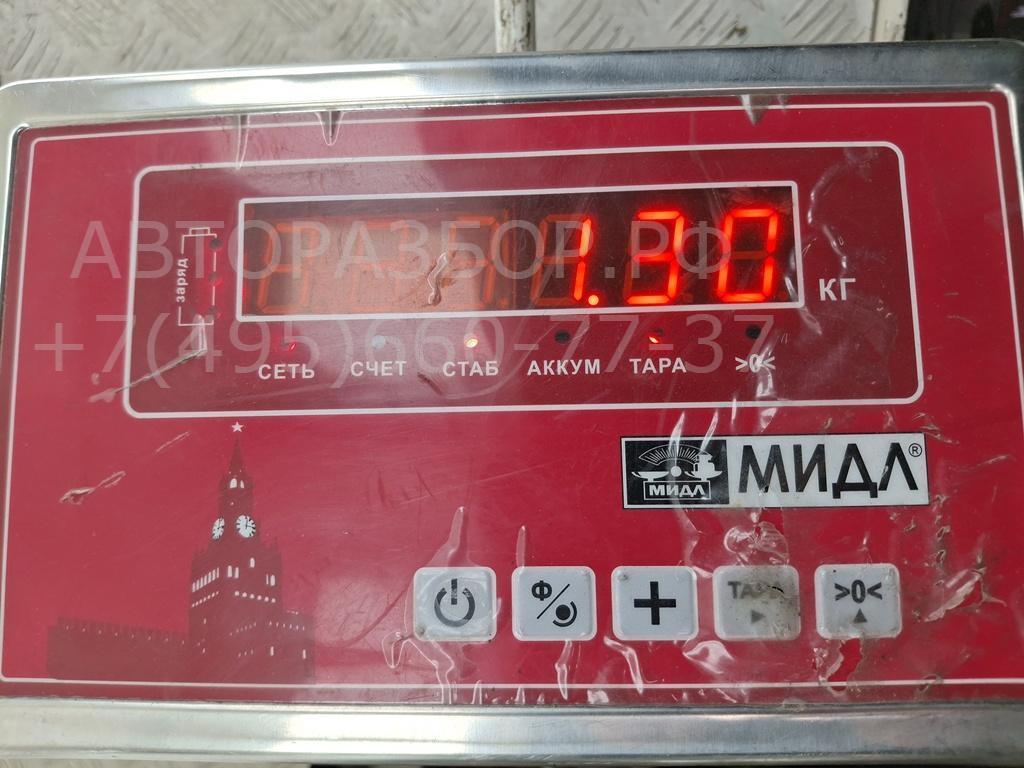 АВТОРАЗБОР.РФ
+7(495)660-77-37
заряд
1.30
КГ
СЕТЬ СЧЕТ СТАБ АККУМ ТАРА >0<
МИДЛ МИДЛ®
Ф/ + ТАРА >0<